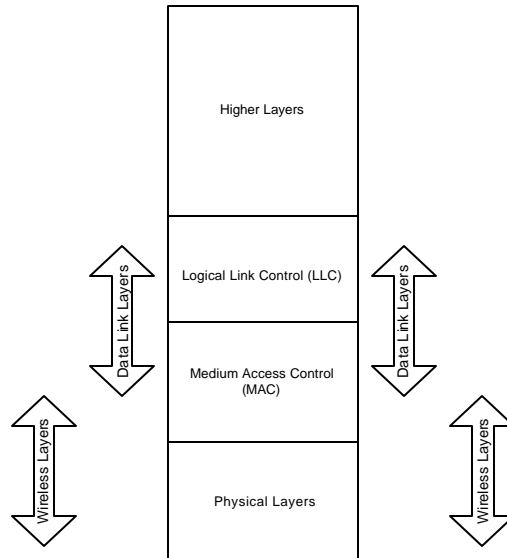 Higher Layers
Logical Link Control (LLC)
Data Link Layers
Data Link Layers
Medium Access Control
(MAC)
Wireless Layers
Wireless Layers
Physical Layers